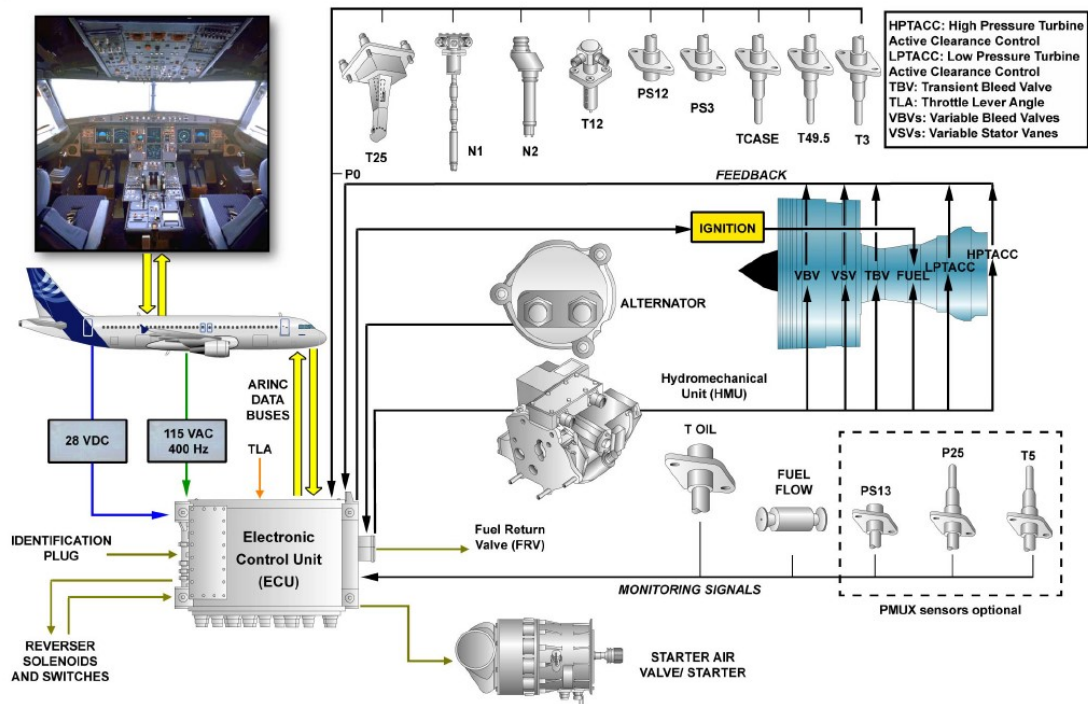 HPTACC: High Pressure Turbine
Active Clearance Control
LPTACC: Low Pressure Turbine
Active Clearance Control
TBV: Transient Bleed Valve
TLA: Throttle Lever Angle
VBVs: Variable Bleed Valves
VSVs: Variable Stator Vanes
T25
N1
N2
T12
PS12
PS3
TCASE
T49.5
T3
P0
FEEDBACK
IGNITION
VBV
VSV
TBV
FUEL
LPTACC
HPTACC
ALTERNATOR
Hydromechanical
Unit (HMU)
ARINC
DATA
BUSES
28 VDC
115 VAC
400 Hz
TLA
T OIL
FUEL
FLOW
PS13
P25
T5
Electronic
Control Unit
(ECU)
IDENTIFICATION
PLUG
Fuel Return
Valve (FRV)
MONITORING SIGNALS
PMUX sensors optional
REVERSER
SOLENOIDS
AND SWITCHES
STARTER AIR
VALVE/ STARTER